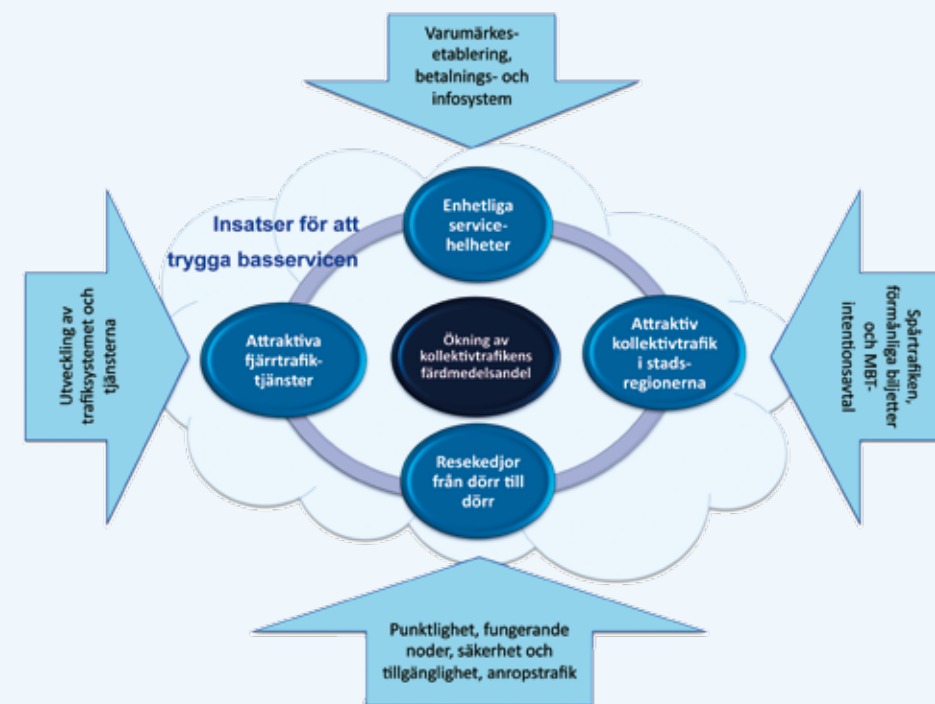 Varumärkes-
etablering,
betalnings- och
infosystem
Insatser för att
trygga basservicen
Enhetliga
service-
helheter
Utveckling av
trafiksystemet och
tjänsterna
Attraktiva
fjärrtrafik-
tjänster
Ökning av
kollektivtrafikens
färdmedelsandel
Attraktiv
kollektivtrafik
i stads-
regionerna
Spårtrafiken,
förmånliga biljetter
och MBT-
intentionsavtal
Resekedjor
från dörr till
dörr
Punktlighet, fungerande
noder, säkerhet och
tillgänglighet, anropstrafik